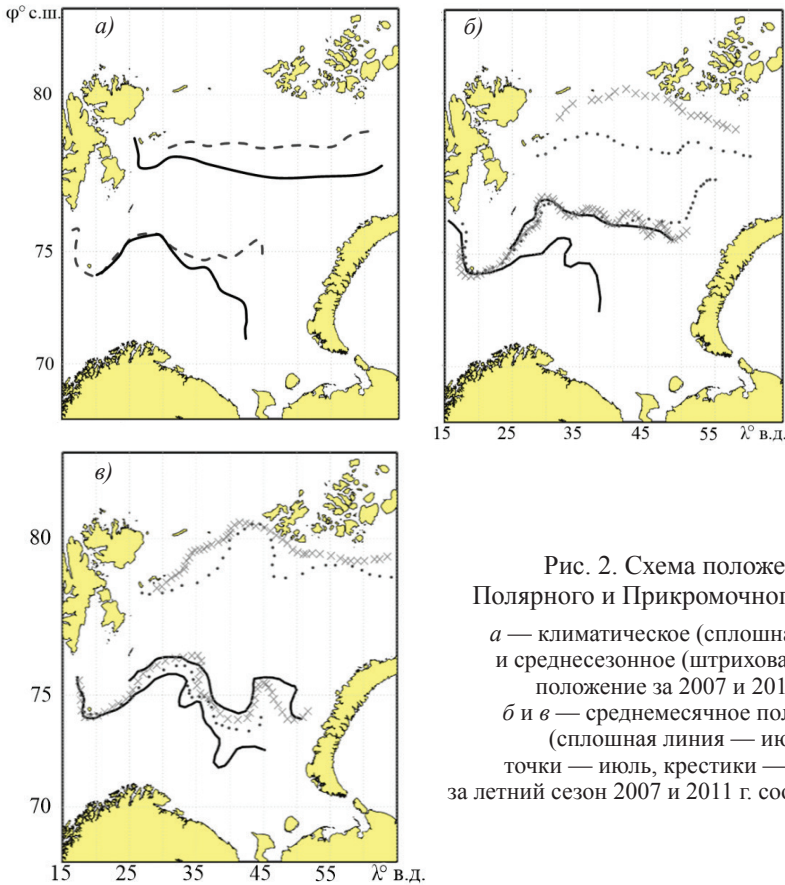 φ° с.ш.
а)
б)
80
75
70
15 25 35 45 55 λ° в.д.
в)
80
75
70
15 25 35 45 55 λ° в.д.
Рис. 2. Схема положе
Полярного и Прикромочног
а — климатическое (сплошна
и среднесезонное (штрихова
положение за 2007 и 201
б и в — среднемесячное пол
(сплошная линия — ию
точки — июль, крестики —
за летний сезон 2007 и 2011 г. соо